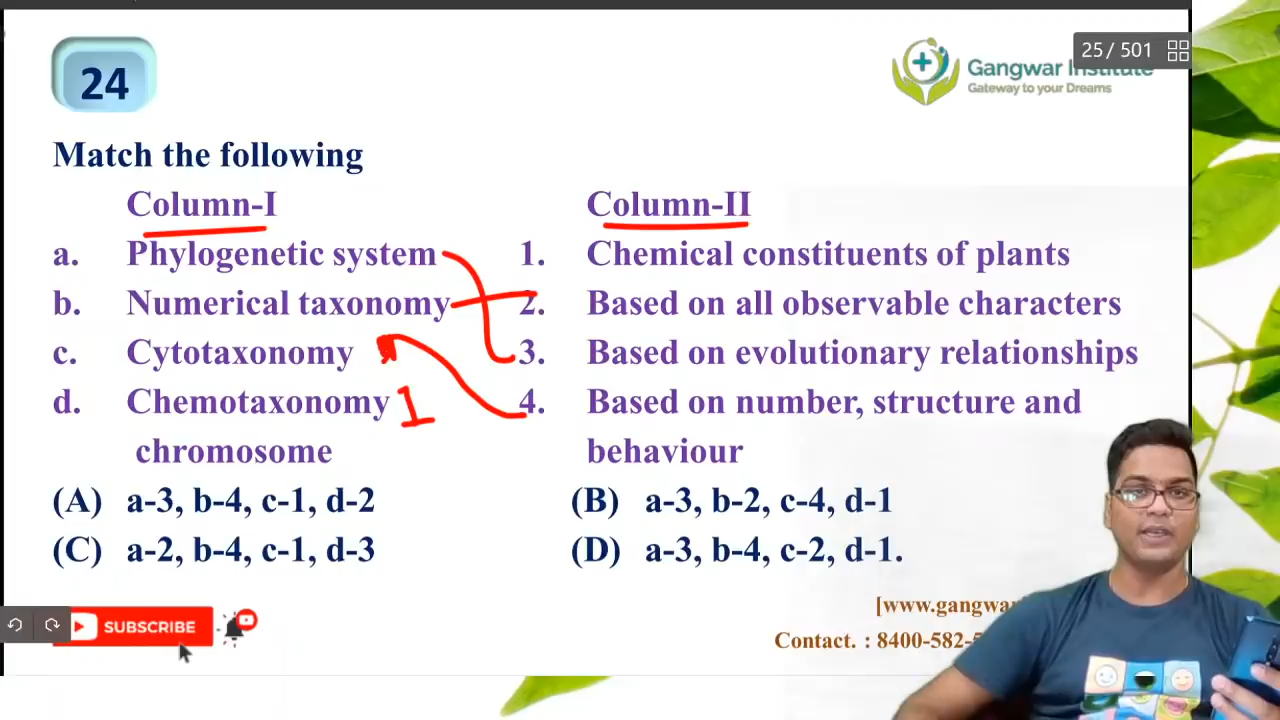 25 / 501
24
Gangwar Institute
Gateway to your Dreams
Match the following
Column-I Column-II
a. Phylogenetic system 1. Chemical constituents of plants
b. Numerical taxonomy 2. Based on all observable characters
c. Cytotaxonomy 3. Based on evolutionary relationships
d. Chemotaxonomy 1 4. Based on number, structure and
chromosome behaviour
(A) a-3, b-4, c-1, d-2 (B) a-3, b-2, c-4, d-1
(C) a-2, b-4, c-1, d-3 (D) a-3, b-4, c-2, d-1.
[www.gangwar
SUBSCRIBE
Contact. : 8400-582-